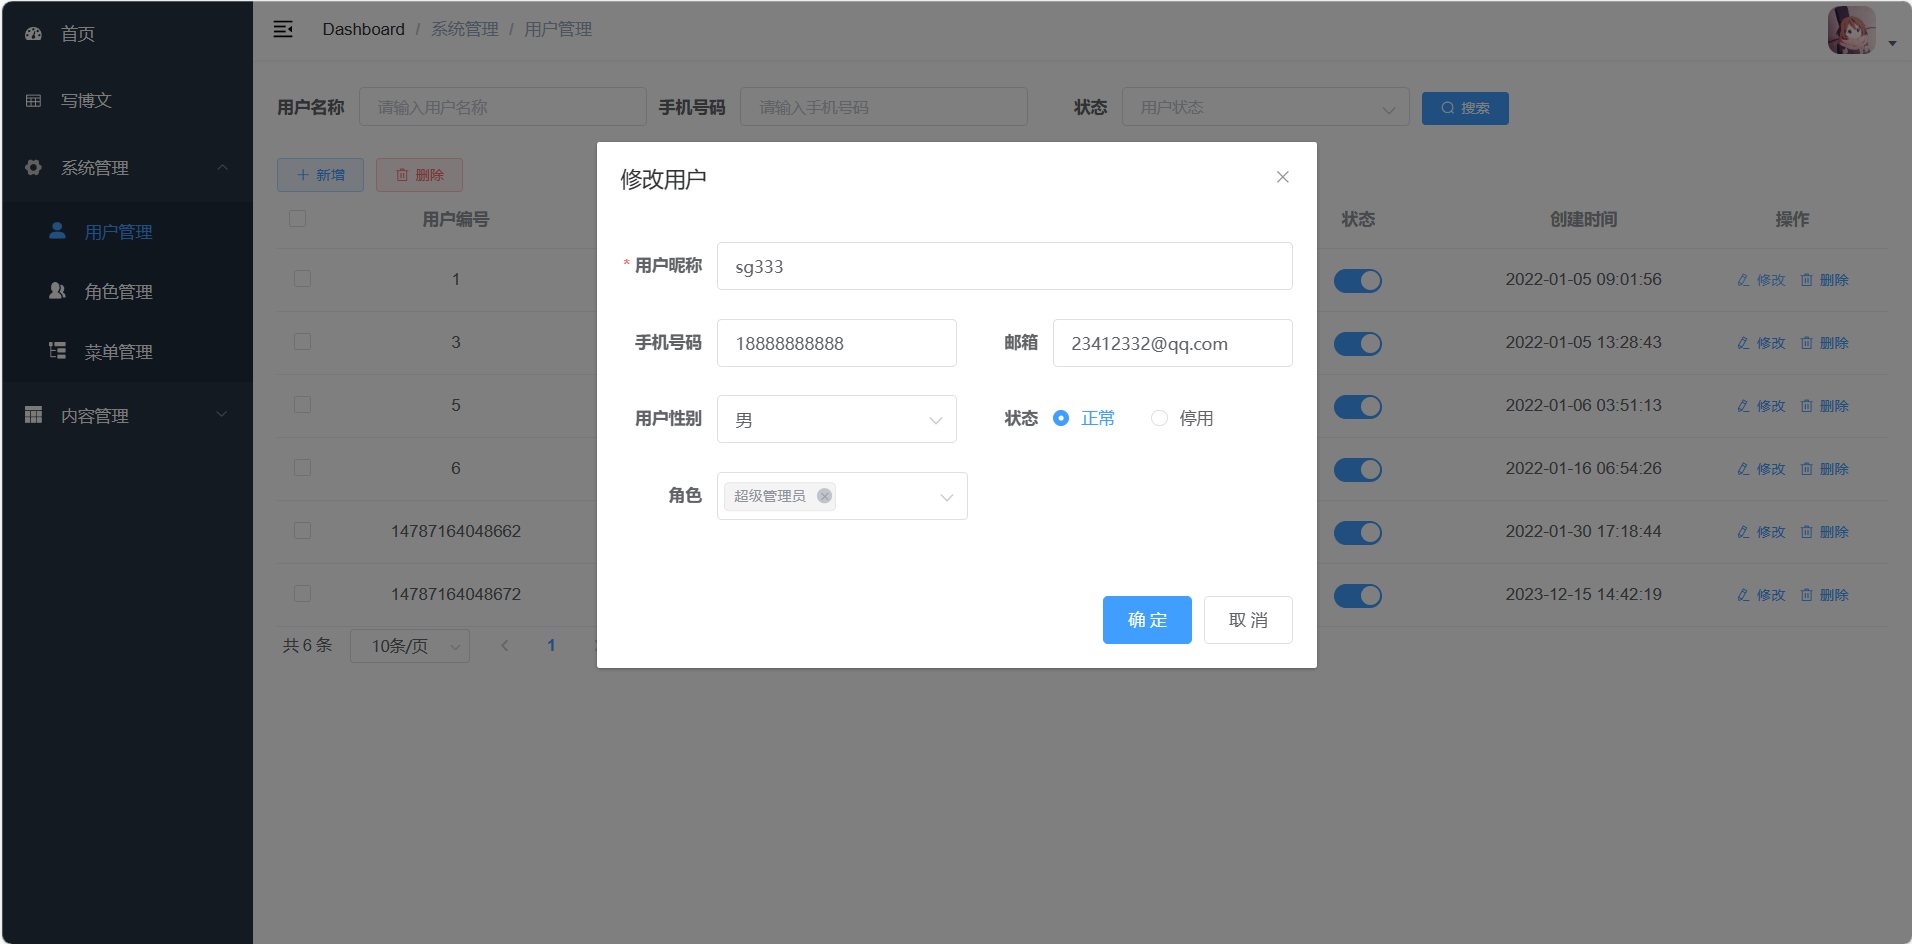 首页
写博文
系统管理
用户管理
角色管理
菜单管理
内容管理
Dashboard / 系统管理 / 用户管理
用户名称 请输入用户名称 手机号码 请输入手机号码 状态 用户状态 搜索
新增 删除
用户编号 状态 创建时间 操作
1 2022-01-05 09:01:56 修改 删除
3 2022-01-05 13:28:43 修改 删除
5 2022-01-06 03:51:13 修改 删除
6 2022-01-16 06:54:26 修改 删除
14787164048662 2022-01-30 17:18:44 修改 删除
14787164048672 2023-12-15 14:42:19 修改 删除
共 6 条 10条/页 1
修改用户
* 用户昵称 sg333
手机号码 18888888888 邮箱 23412332@qq.com
用户性别 男 状态 正常 停用
角色 超级管理员
确 定 取 消